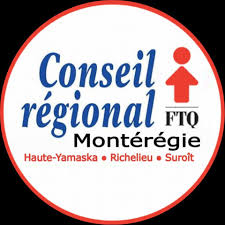 Conseil
régional FTQ
Montérégie
Haute-Yamaska • Richelieu • Suroît